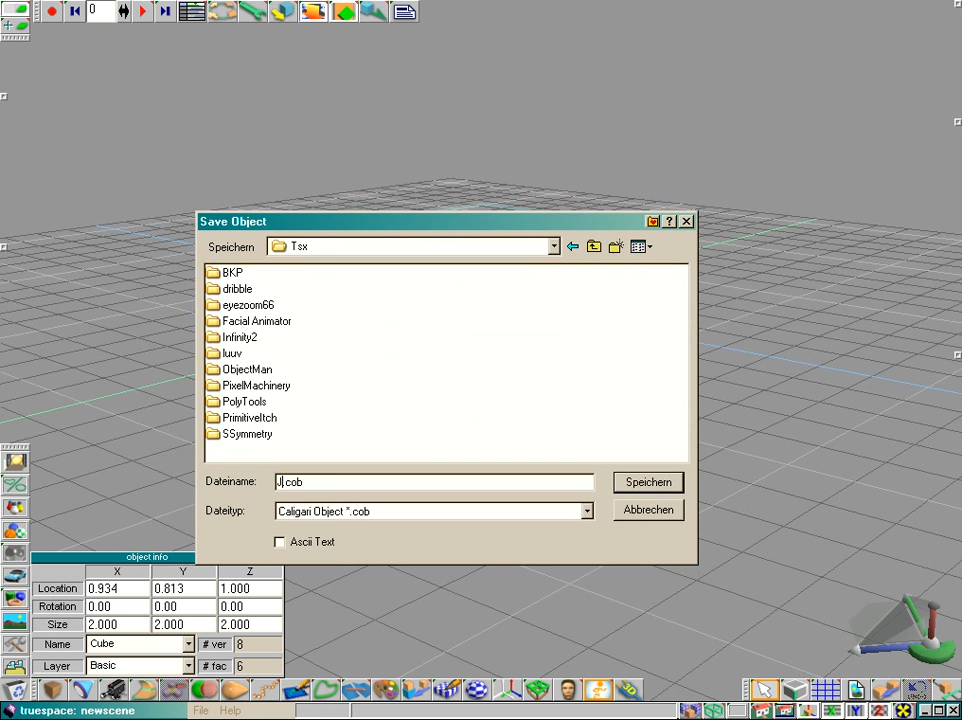 0
Save Object
Speichern
Tsx
BKP
dribble
eyezoom66
Facial Animator
Infinity2
luuv
ObjectMan
PixelMachinery
PolyTools
PrimitiveItch
SSymmetry
Dateiname:
J.cob
Speichern
Dateityp:
Caligari Object *.cob
Abbrechen
Ascii Text
object info
X Y Z
Location 0.934 0.813 1.000
Rotation 0.00 0.00 0.00
Size 2.000 2.000 2.000
Name Cube # ver 8
Layer Basic # fac 6
truespace: newscene
File Help